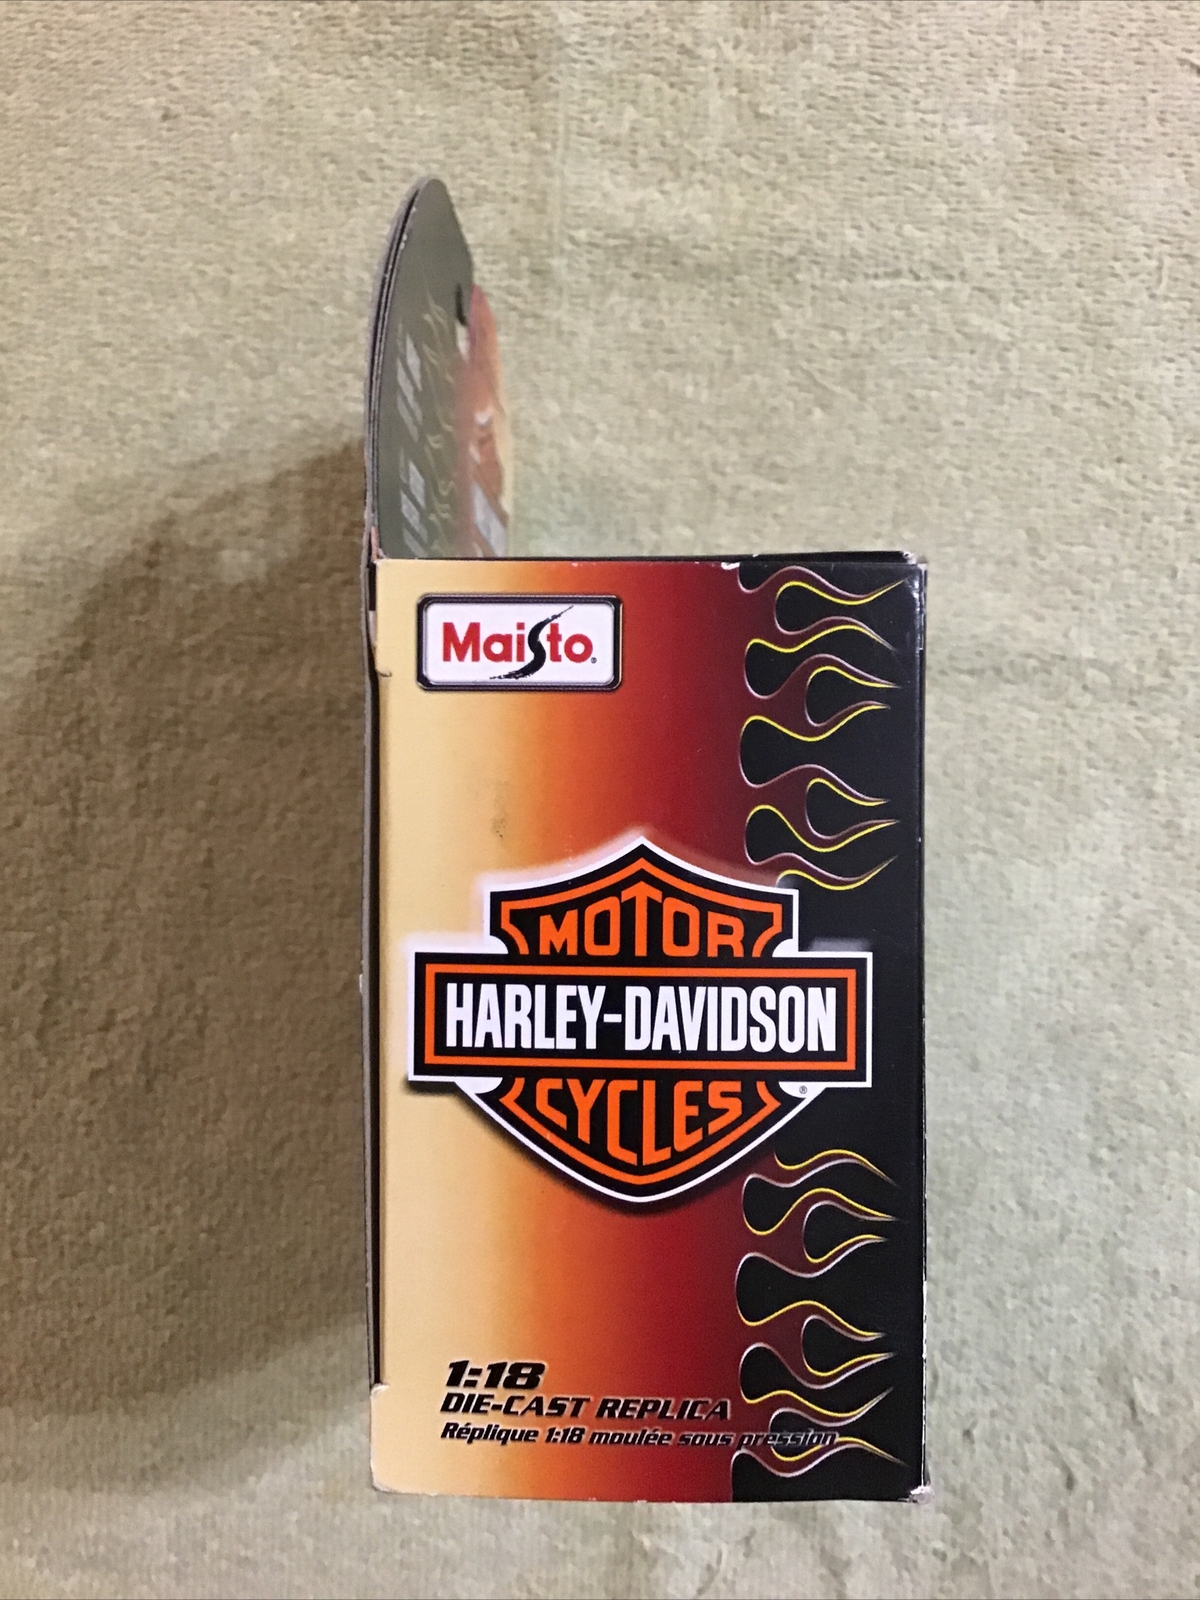 Maisto®
MOTOR
HARLEY-DAVIDSON
CYCLES
®
1:18
DIE-CAST REPLICA
Réplique 1:18 moulée sous pression